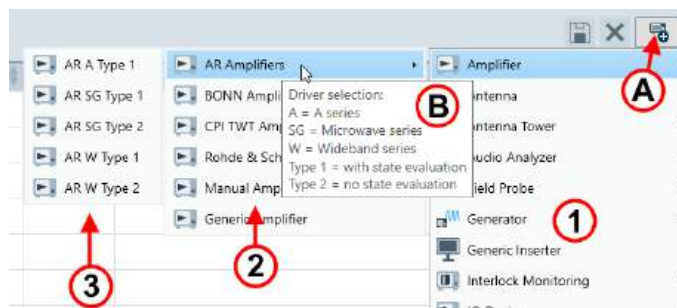 A
AR A Type 1
AR SG Type 1
AR SG Type 2
AR W Type 1
AR W Type 2
3
AR Amplifiers
BONN Ampli
CPI TWT Am
Rohde & Sch
Manual Amp
Generic Amplifier
2
Driver selection:
A = A series
SG = Microwave series
W = Wideband series
Type 1 = with state evaluation
Type 2 = no state evaluation
B
Amplifier
ntenna
ntenna Tower
udio Analyzer
ield Probe
Generator
Generic Inserter
Interlock Monitoring
1